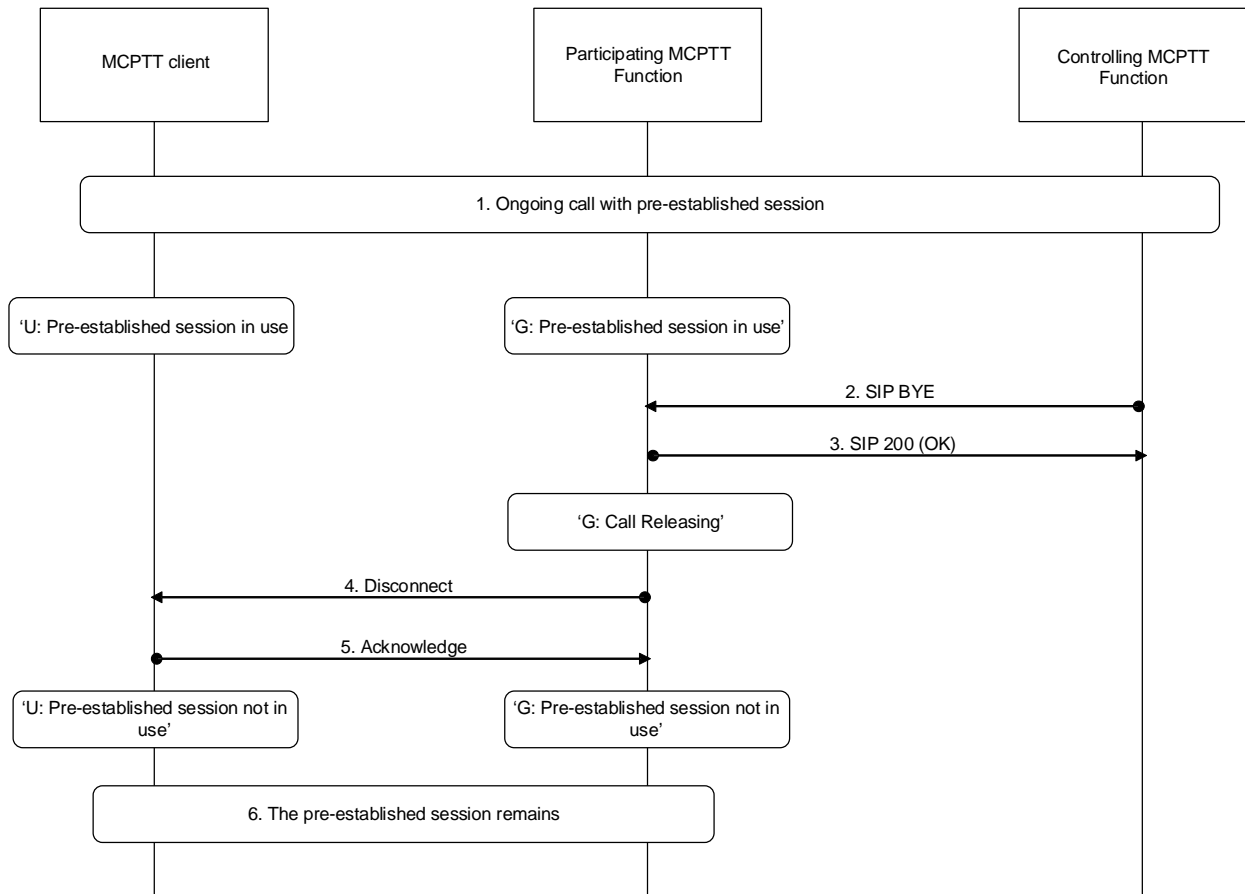 MCPTT client
Participating MCPTT
Function
Controlling MCPTT
Function
1. Ongoing call with pre-established session
‘U: Pre-established session in use
‘G: Pre-established session in use’
2. SIP BYE
3. SIP 200 (OK)
‘G: Call Releasing’
4. Disconnect
5. Acknowledge
‘U: Pre-established session not in
use’
‘G: Pre-established session not in
use’
6. The pre-established session remains